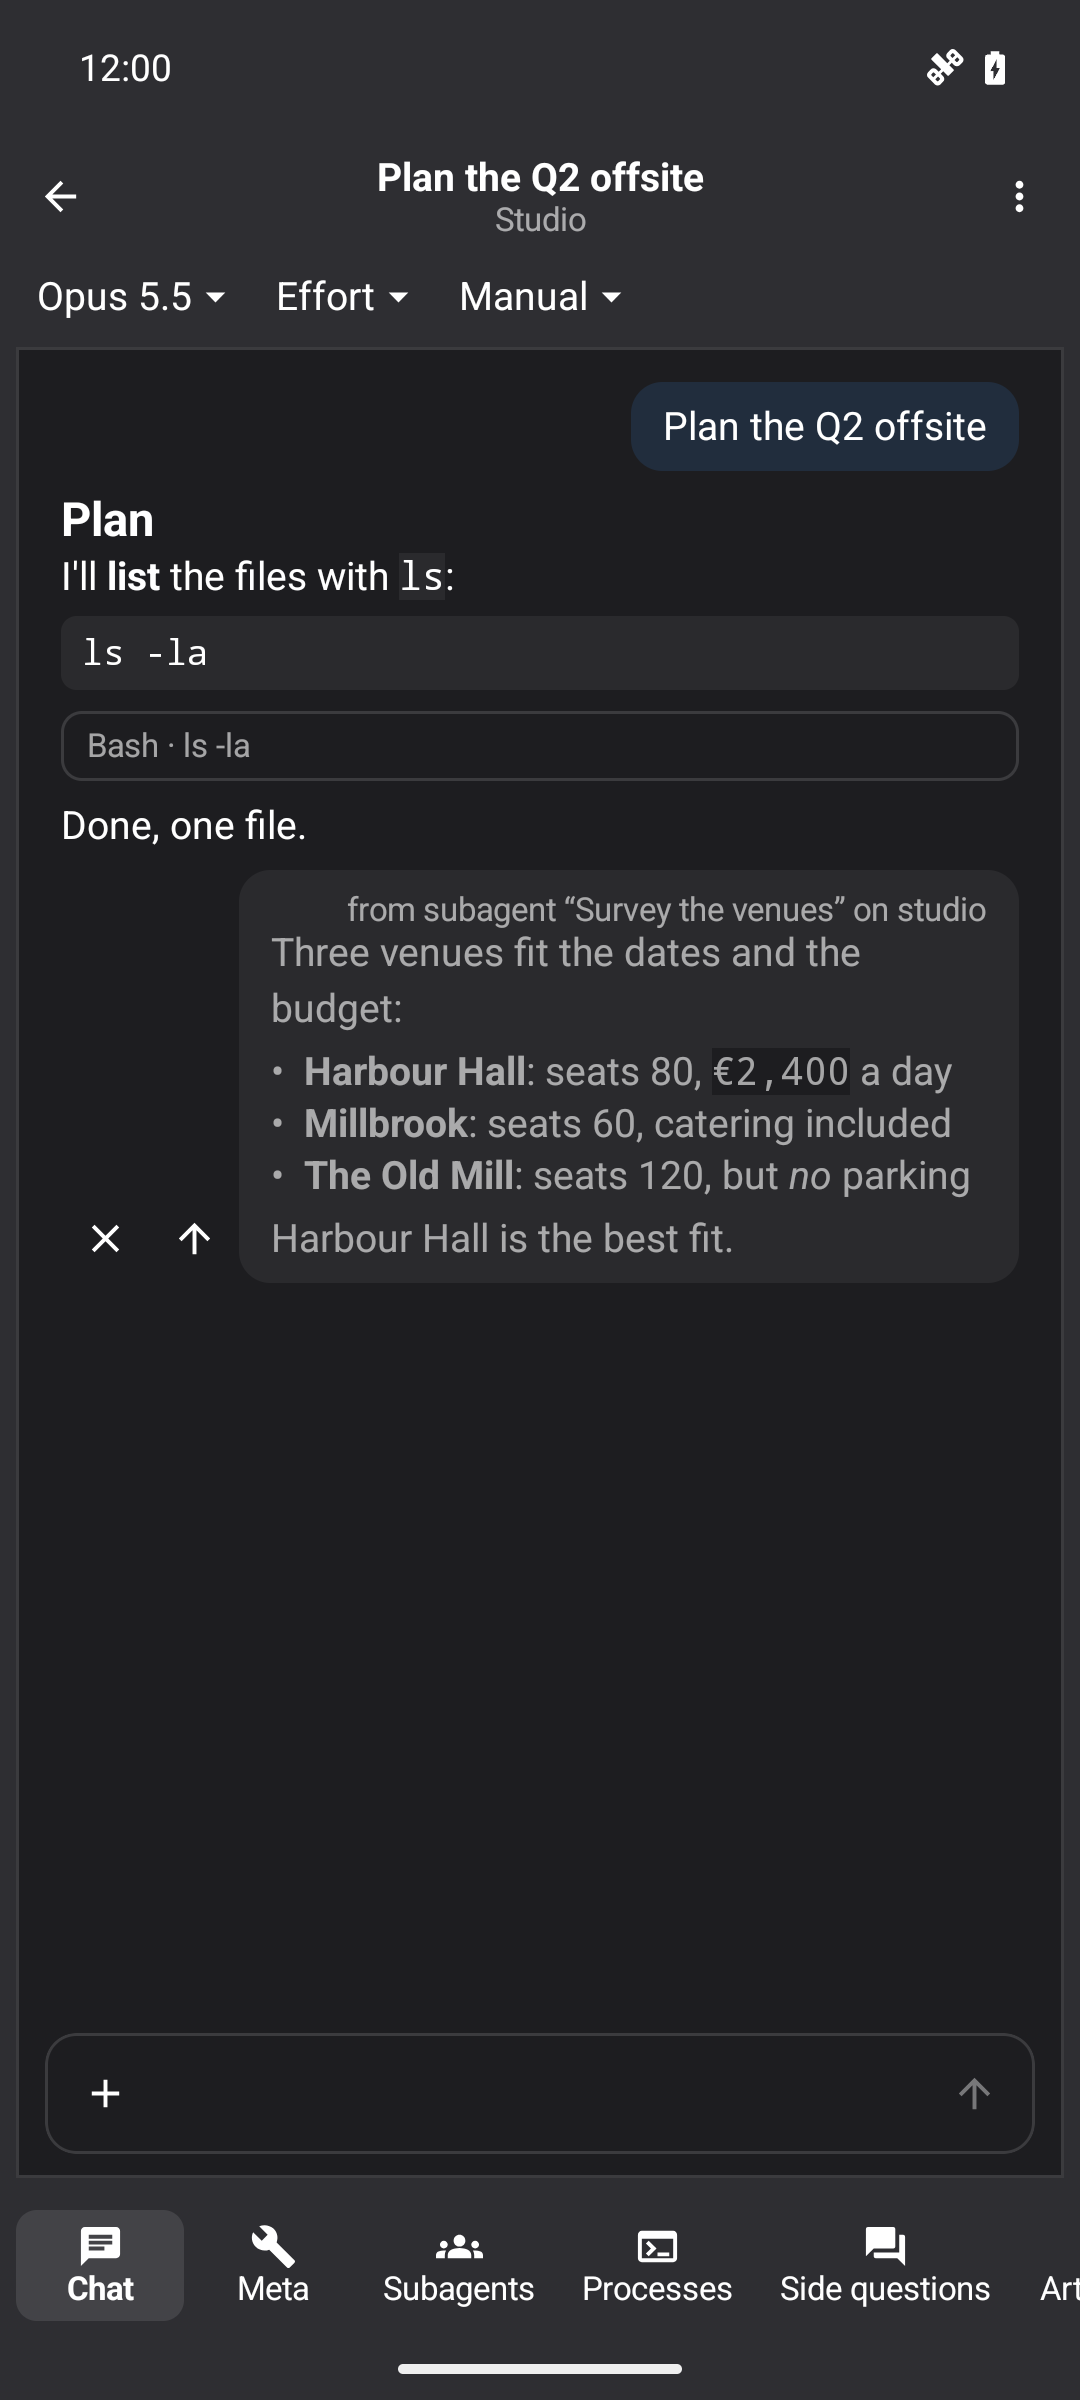 12:00
Plan the Q2 offsite
Studio
Opus 5.5 Effort Manual
Plan the Q2 offsite
Plan
I'll list the files with ls:
ls -la
Bash · ls -la
Done, one file.
from subagent “Survey the venues” on studio
Three venues fit the dates and the
budget:
• Harbour Hall: seats 80, €2,400 a day
• Millbrook: seats 60, catering included
• The Old Mill: seats 120, but no parking
Harbour Hall is the best fit.
Chat Meta Subagents Processes Side questions Art